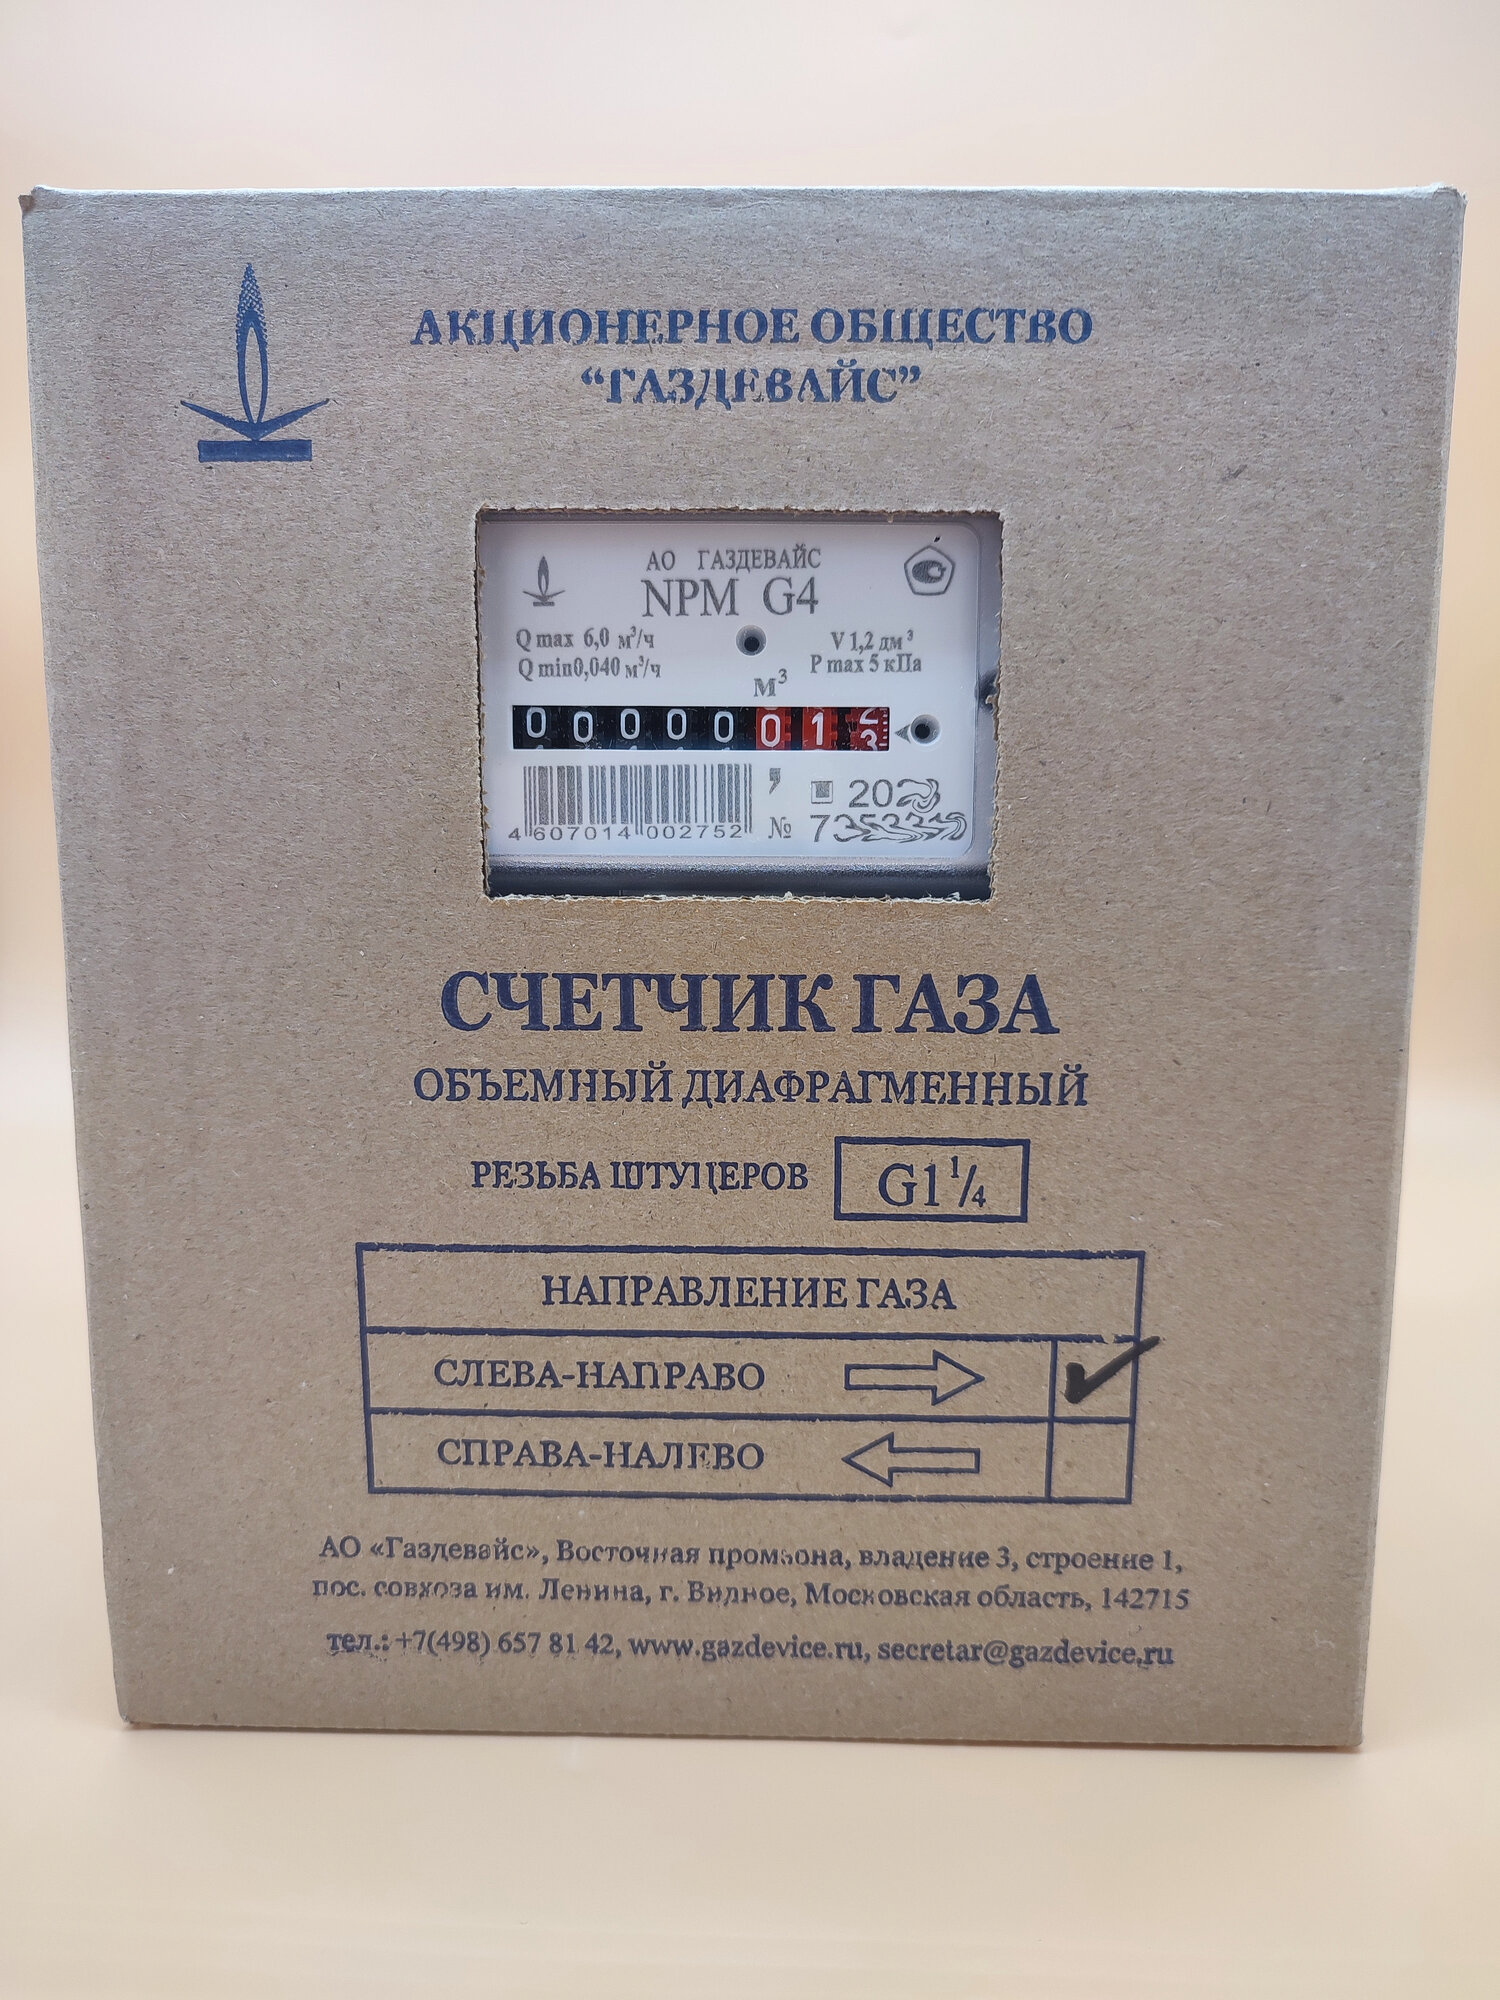 АКЦИОНЕРНОЕ ОБЩЕСТВО
“ГАЗДЕВАЙС”
АО ГАЗДЕВАЙС
NPM G4
Q max 6,0 м³/ч
Q min0,040 м³/ч
V 1,2 дм³
P max 5 кПа
м³
0 0 0 0 0 0 1
4 607014 002752
,
№
СЧЕТЧИК ГАЗА
ОБЪЕМНЫЙ ДИАФРАГМЕННЫЙ
РЕЗЬБА ШТУЦЕРОВ G1 1/4
НАПРАВЛЕНИЕ ГАЗА
СЛЕВА-НАПРАВО
СПРАВА-НАЛЕВО
АО «Газдевайс», Восточная промзона, владение 3, строение 1,
пос. совхоза им. Ленина, г. Видное, Московская область, 142715
тел.: +7(498) 657 81 42, www.gazdevice.ru, secretar@gazdevice.ru